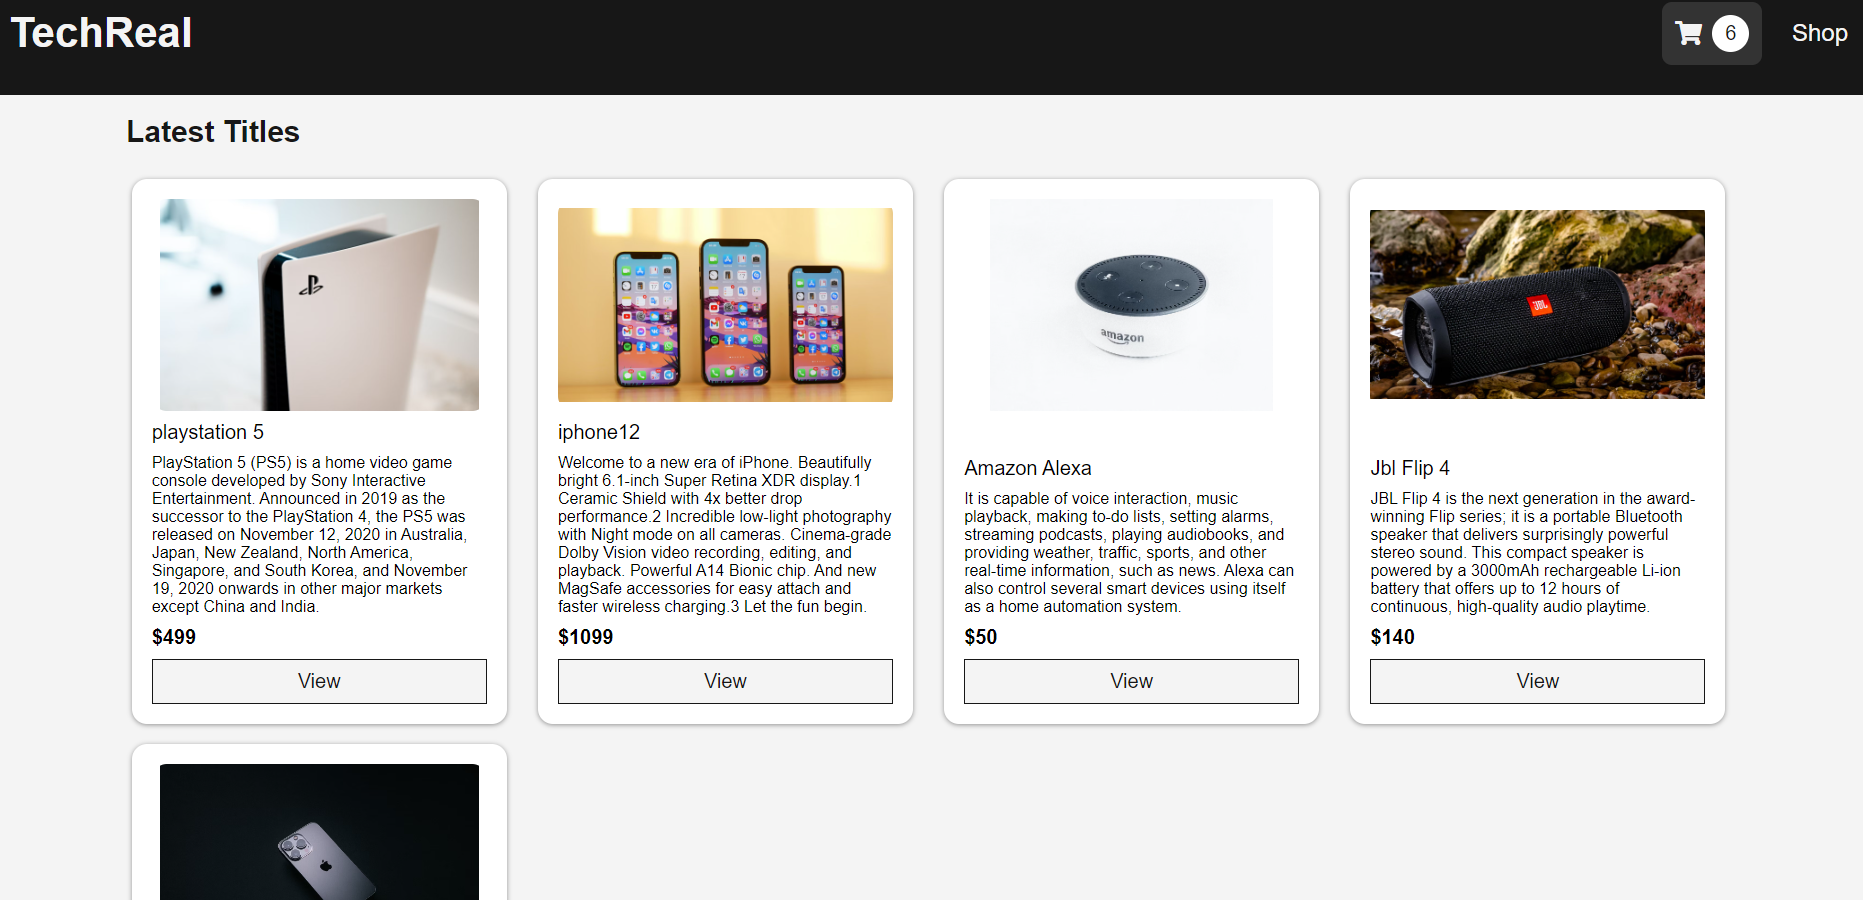 TechReal
6
Shop
Latest Titles
playstation 5
PlayStation 5 (PS5) is a home video game
console developed by Sony Interactive
Entertainment. Announced in 2019 as the
successor to the PlayStation 4, the PS5 was
released on November 12, 2020 in Australia,
Japan, New Zealand, North America,
Singapore, and South Korea, and November
19, 2020 onwards in other major markets
except China and India.
$499
View
iphone12
Welcome to a new era of iPhone. Beautifully
bright 6.1-inch Super Retina XDR display.1
Ceramic Shield with 4x better drop
performance.2 Incredible low-light photography
with Night mode on all cameras. Cinema-grade
Dolby Vision video recording, editing, and
playback. Powerful A14 Bionic chip. And new
MagSafe accessories for easy attach and
faster wireless charging.3 Let the fun begin.
$1099
View
amazon
Amazon Alexa
It is capable of voice interaction, music
playback, making to-do lists, setting alarms,
streaming podcasts, playing audiobooks, and
providing weather, traffic, sports, and other
real-time information, such as news. Alexa can
also control several smart devices using itself
as a home automation system.
$50
View
JBL
Jbl Flip 4
JBL Flip 4 is the next generation in the award-
winning Flip series; it is a portable Bluetooth
speaker that delivers surprisingly powerful
stereo sound. This compact speaker is
powered by a 3000mAh rechargeable Li-ion
battery that offers up to 12 hours of
continuous, high-quality audio playtime.
$140
View